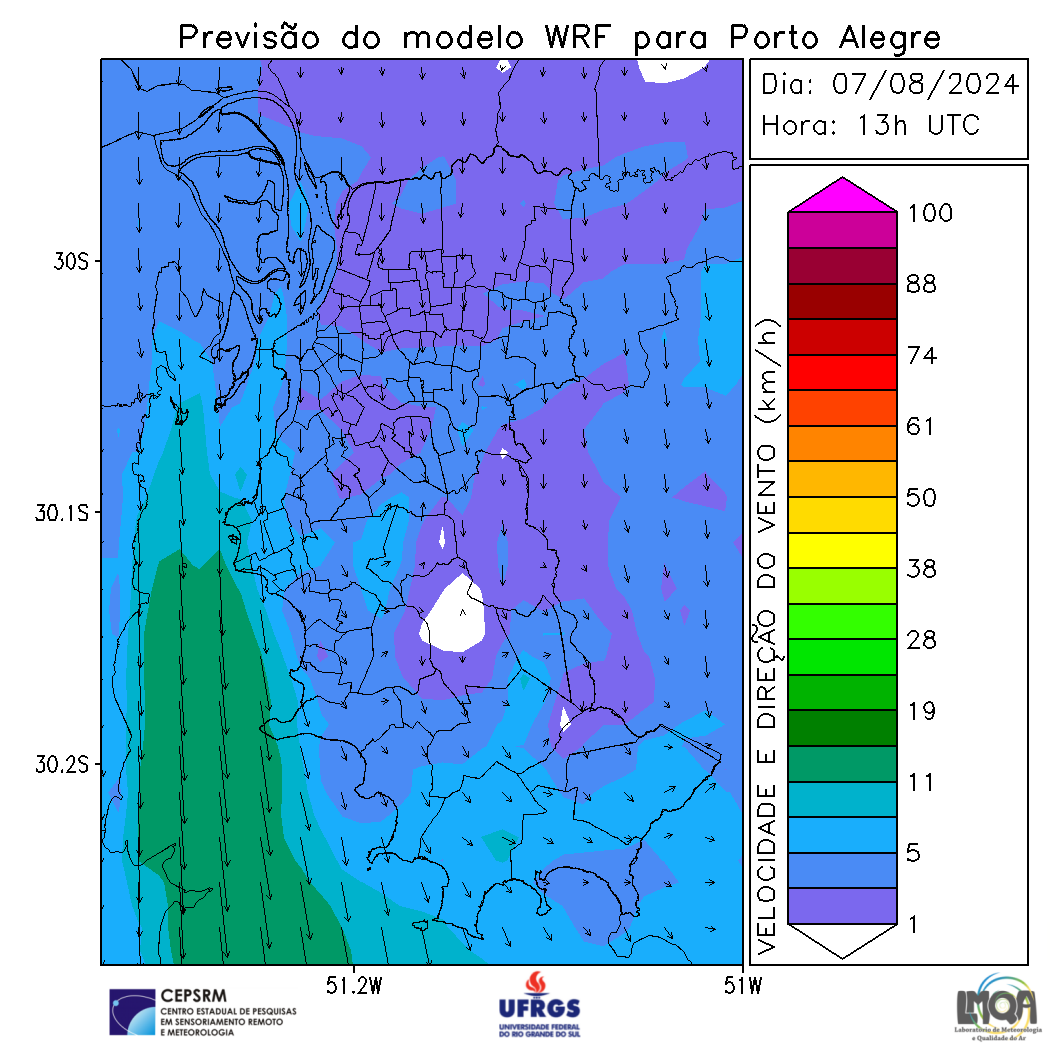 Previsão do modelo WRF para Porto Alegre
Dia: 07/08/2024
Hora: 13h UTC
30S
30.1S
30.2S
51.2W
51W
VELOCIDADE E DIREÇÃO DO VENTO (km/h)
100
88
74
61
50
38
28
19
11
5
1
CEPSRM
CENTRO ESTADUAL DE PESQUISAS
EM SENSORIAMENTO REMOTO
E METEOROLOGIA
UFRGS
UNIVERSIDADE FEDERAL
DO RIO GRANDE DO SUL
LMQA
Laboratório de Meteorologia
e Qualidade do Ar